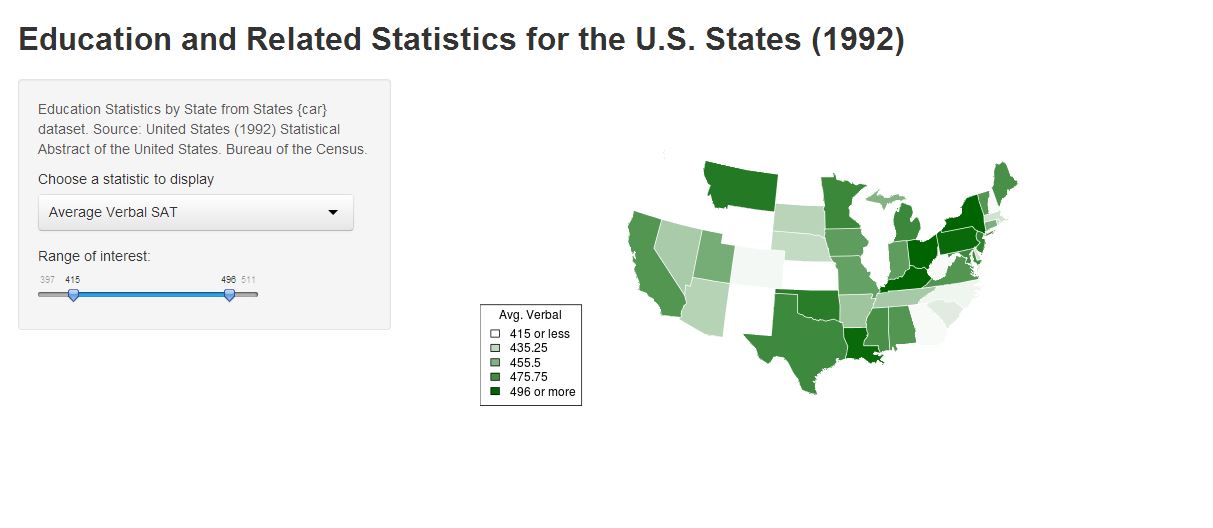 Education and Related Statistics for the U.S. States (1992)
Education Statistics by State from States {car}
dataset. Source: United States (1992) Statistical
Abstract of the United States. Bureau of the Census.
Choose a statistic to display
Average Verbal SAT
Range of interest:
397 415 496 511
Avg. Verbal
415 or less
435.25
455.5
475.75
496 or more